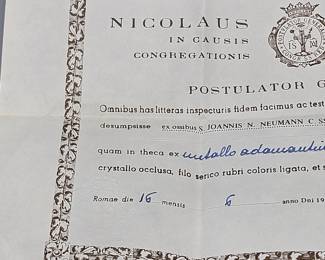 NICOLAUS
IN CAUSIS
CONGREGATIONIS
POSTULATOR G
Omnibus has litteras inspecturis fidem facimus ac test
desumpsisse ex ossibus S. JOANNIS N. NEUMANN C. SS
quam in theca ex metallo adamantin
crystallo occlusa, filo serico rubri coloris ligata, et s
Romae die 16 mensis 6 anno Dni 19